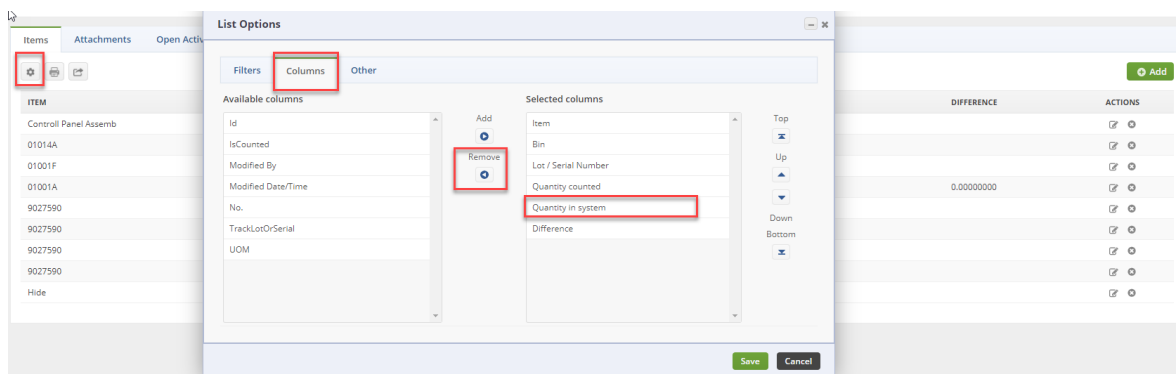 List Options
Items Attachments Open Activ
Filters Columns Other
Add
Available columns Selected columns
ITEM DIFFERENCE ACTIONS
Id Add Item Top
Controll Panel Assemb
IsCounted Bin
01014A
Modified By Remove Lot / Serial Number Up
01001F
Modified Date/Time Quantity counted
01001A 0.00000000
No. Quantity in system
9027590
TrackLotOrSerial Difference Down
9027590
UOM Bottom
9027590
9027590
Hide
Save Cancel